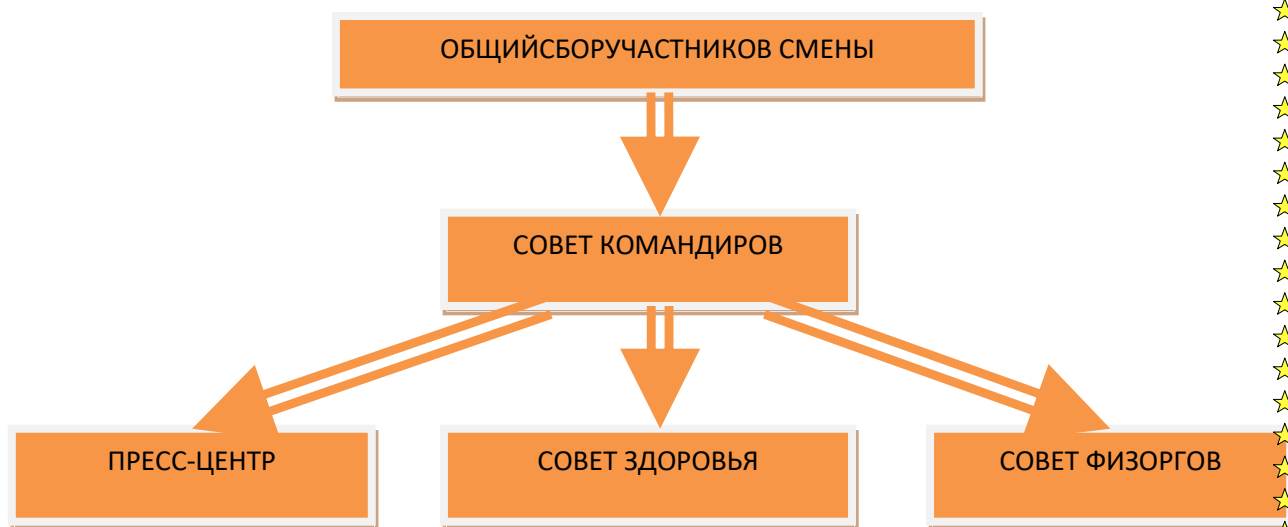 ОБЩИЙСБОРУЧАСТНИКОВ СМЕНЫ
СОВЕТ КОМАНДИРОВ
ПРЕСС-ЦЕНТР
СОВЕТ ЗДОРОВЬЯ
СОВЕТ ФИЗОРГОВ